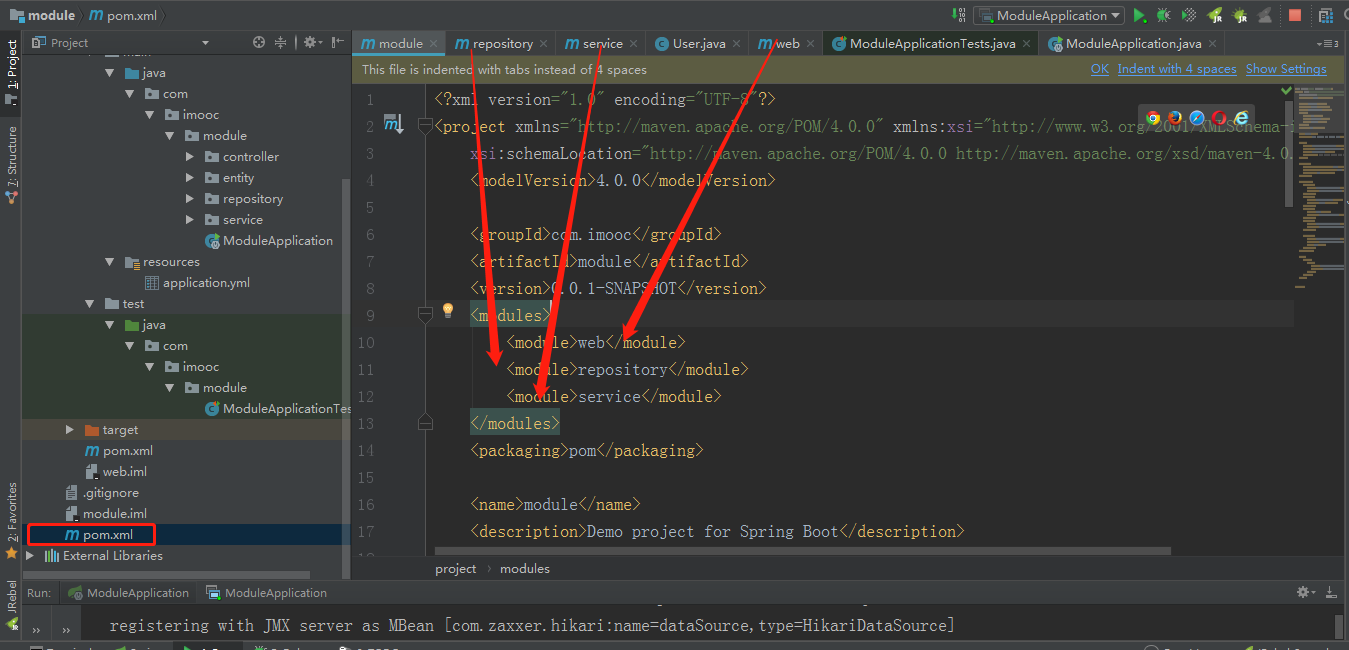 module
pom.xml
ModuleApplication
1: Project
7: Structure
2: Favorites
JRebel
Project
java
com
imooc
module
controller
entity
repository
service
ModuleApplication
resources
application.yml
test
java
com
imooc
module
ModuleApplicationTes
target
pom.xml
web.iml
.gitignore
module.iml
pom.xml
External Libraries
module
repository
service
User.java
web
ModuleApplicationTests.java
ModuleApplication.java
This file is indented with tabs instead of 4 spaces
OK
Indent with 4 spaces
Show Settings
1 <?xml version="1.0" encoding="UTF-8"?>
2 <project xmlns="http://maven.apache.org/POM/4.0.0" xmlns:xsi="http://www.w3.org/2001/XMLSchema-i
3 xsi:schemaLocation="http://maven.apache.org/POM/4.0.0 http://maven.apache.org/xsd/maven-4.0.
4 <modelVersion>4.0.0</modelVersion>
5
6 <groupId>com.imooc</groupId>
7 <artifactId>module</artifactId>
8 <version>0.0.1-SNAPSHOT</version>
9 <modules>
10 <module>web</module>
11 <module>repository</module>
12 <module>service</module>
13 </modules>
14 <packaging>pom</packaging>
15
16 <name>module</name>
17 <description>Demo project for Spring Boot</description>
project
modules
Run:
ModuleApplication
ModuleApplication
registering with JMX server as MBean [com.zaxxer.hikari:name=dataSource,type=HikariDataSource]